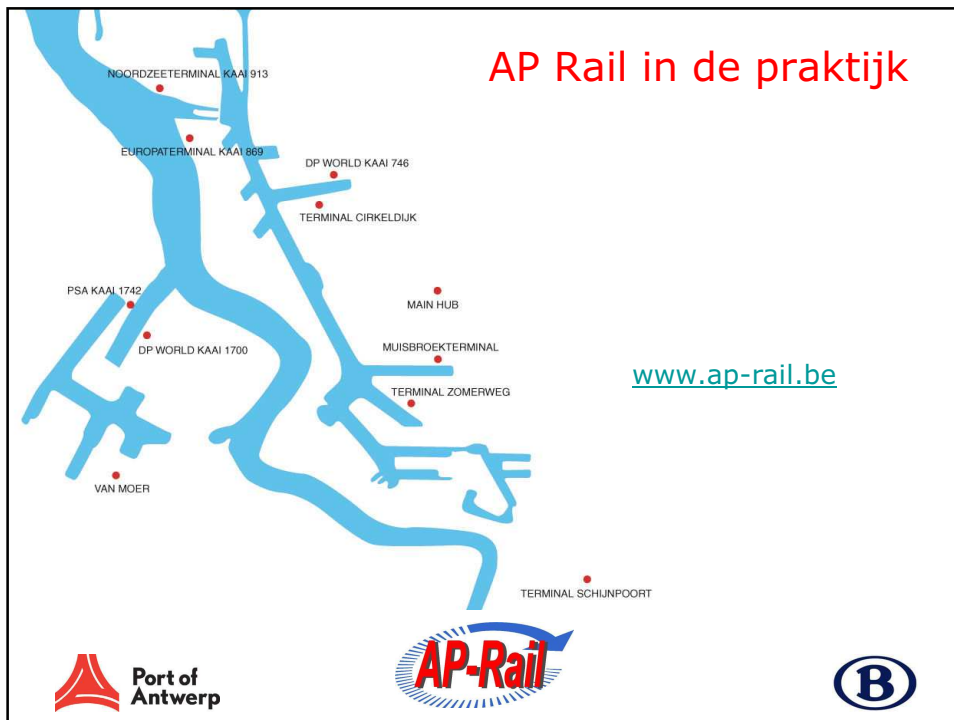 AP Rail in de praktijk
NOORDZEETERMINAL KAAI 913
EUROPATERMINAL KAAI 869
DP WORLD KAAI 746
TERMINAL CIRKELDIJK
PSA KAAI 1742
MAIN HUB
DP WORLD KAAI 1700
MUISBROEKTERMINAL
www.ap-rail.be
TERMINAL ZOMERWEG
VAN MOER
TERMINAL SCHIJNPOORT
Port of
Antwerp
AP-Rail
B